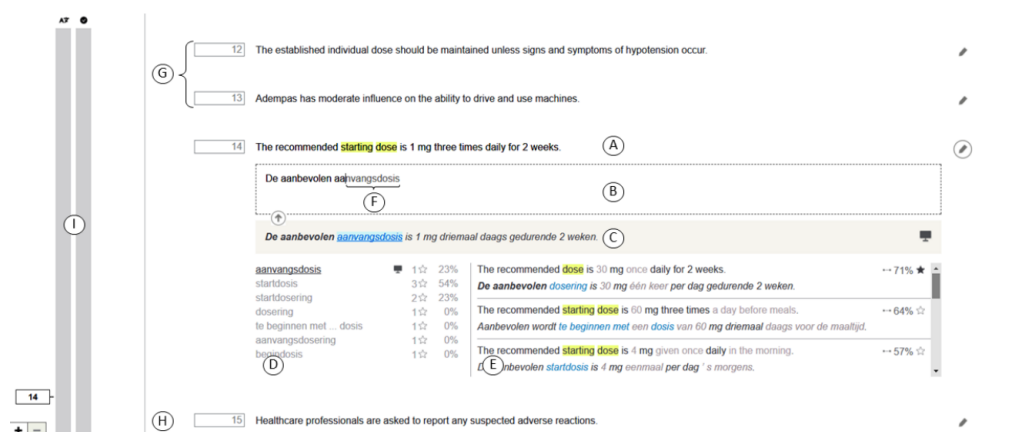 12 The established individual dose should be maintained unless signs and symptoms of hypotension occur.
G
13 Adempas has moderate influence on the ability to drive and use machines.
14 The recommended starting dose is 1 mg three times daily for 2 weeks. A
De aanbevolen aanvangsdosis
B
F
I
De aanbevolen aanvangsdosis is 1 mg driemaal daags gedurende 2 weken. C
aanvangsdosis 1☆ 23%
startdosis 3☆ 54%
startdosering 2☆ 23%
dosering 1☆ 0%
te beginnen met ... dosis 1☆ 0%
aanvangsdosering 1☆ 0%
begindosis 1☆ 0%
D
The recommended dose is 30 mg once daily for 2 weeks. 71% ★
De aanbevolen dosering is 30 mg één keer per dag gedurende 2 weken.
The recommended starting dose is 60 mg three times a day before meals. 64% ☆
Aanbevolen wordt te beginnen met een dosis van 60 mg driemaal daags voor de maaltijd.
The recommended starting dose is 4 mg given once daily in the morning. 57% ☆
E
nbevolen startdosis is 4 mg eenmaal per dag ' s morgens.
14
H 15 Healthcare professionals are asked to report any suspected adverse reactions.
+ −